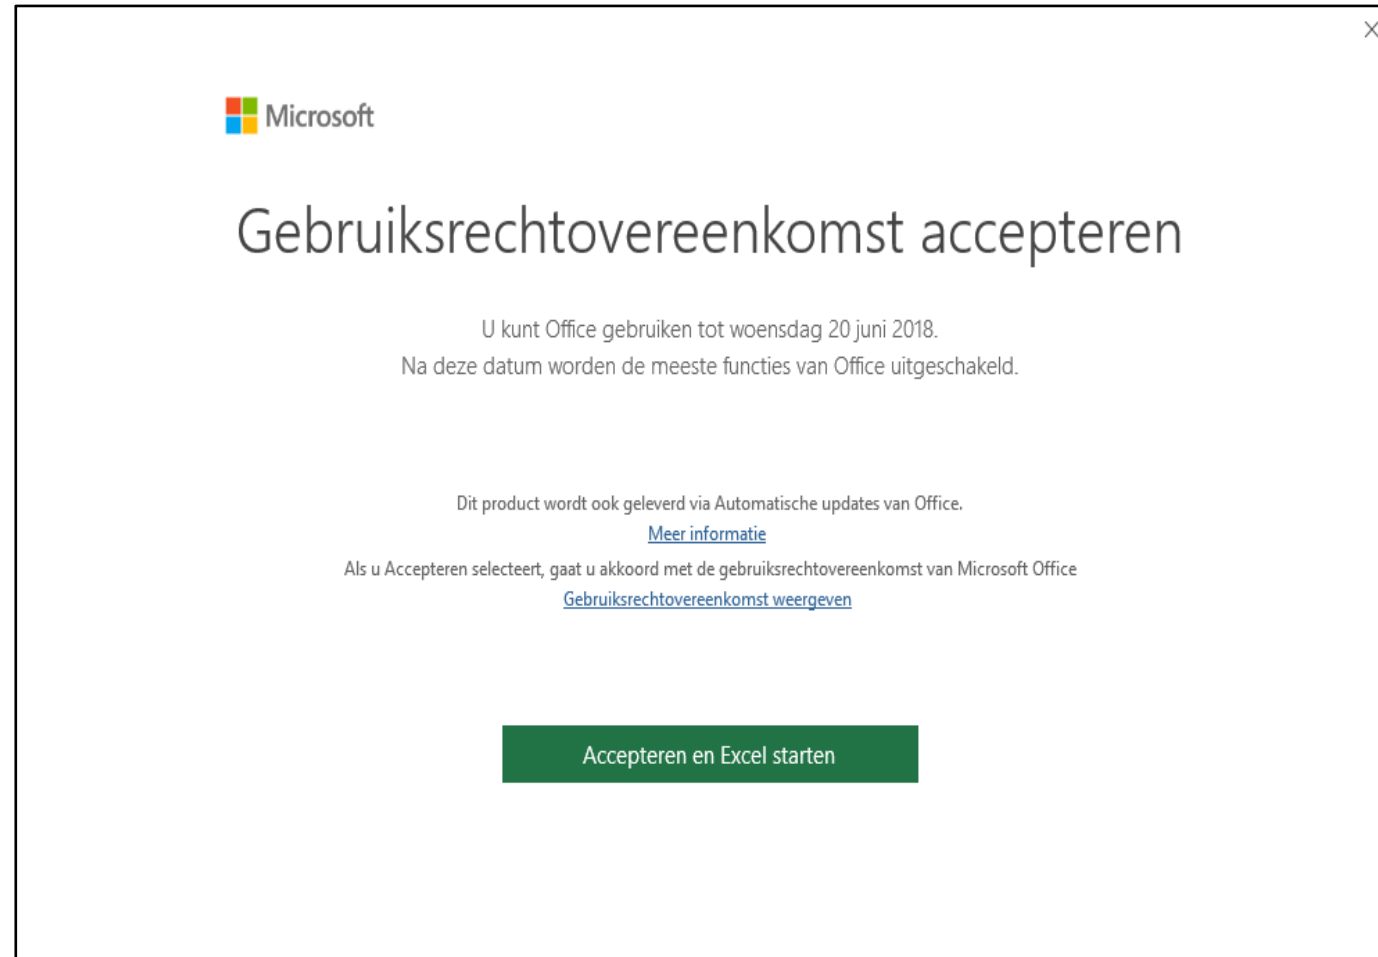 Microsoft
Gebruiksrechtovereenkomst accepteren
U kunt Office gebruiken tot woensdag 20 juni 2018.
Na deze datum worden de meeste functies van Office uitgeschakeld.
Dit product wordt ook geleverd via Automatische updates van Office.
Meer informatie
Als u Accepteren selecteert, gaat u akkoord met de gebruiksrechtovereenkomst van Microsoft Office
Gebruiksrechtovereenkomst weergeven
Accepteren en Excel starten